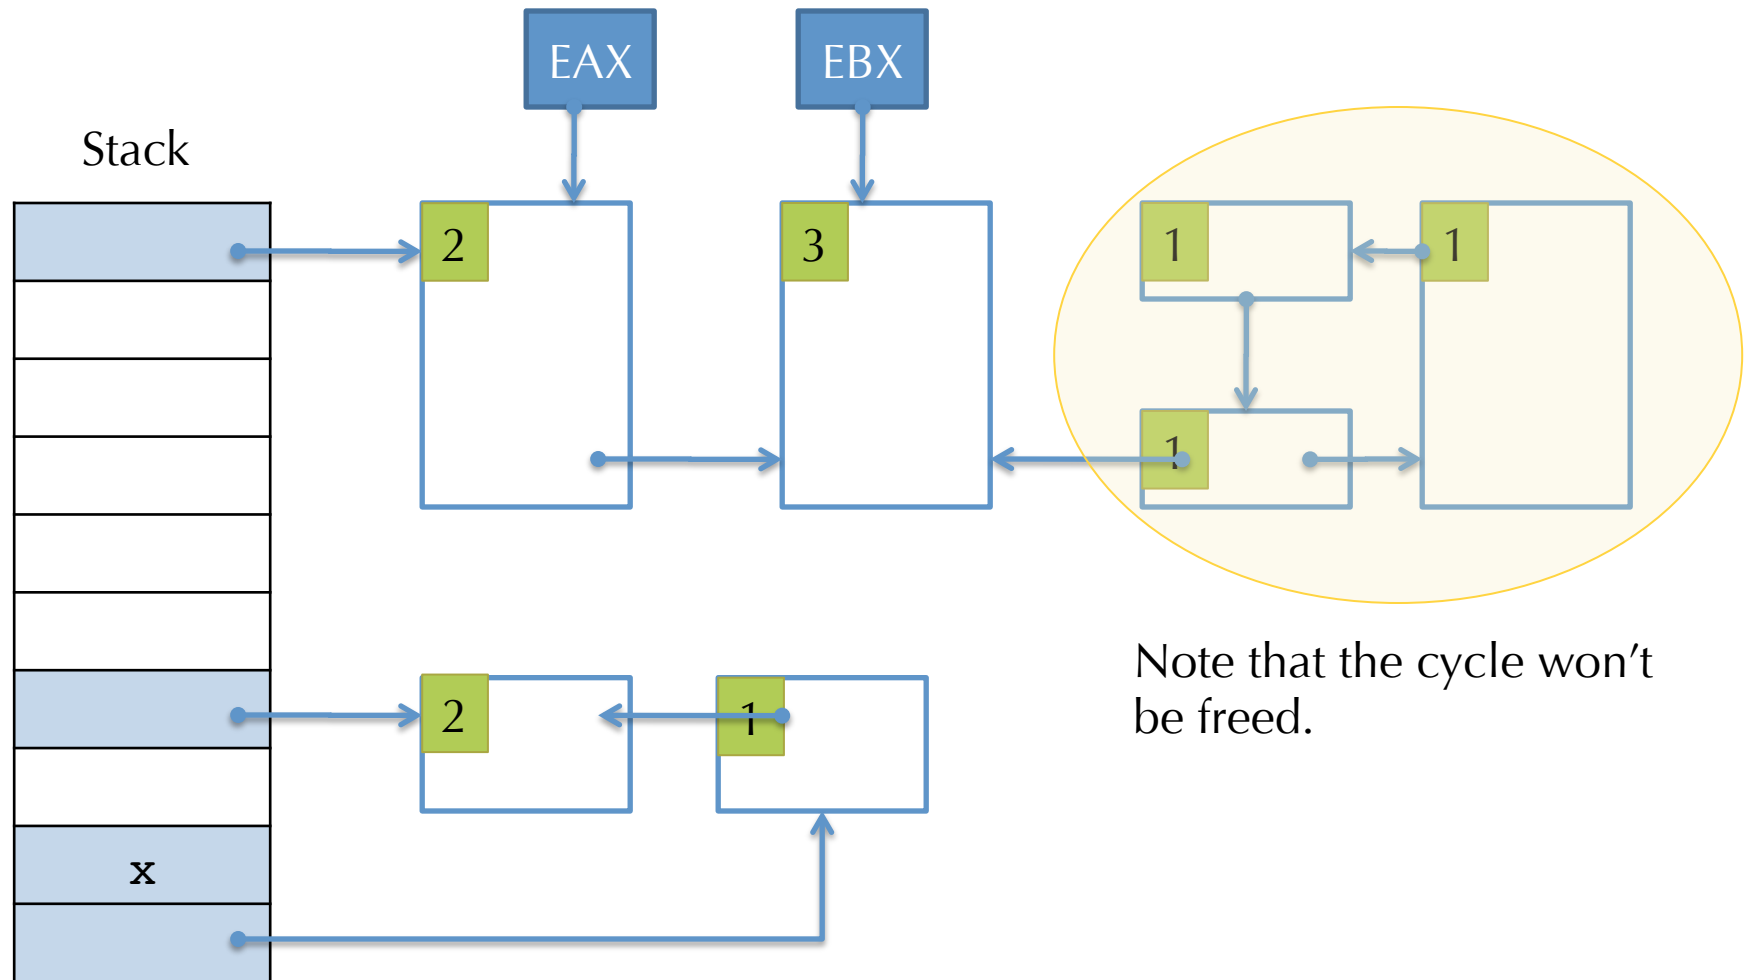 EAX
EBX
Stack
2
3
1
1
1
2
1
Note that the cycle won't
be freed.
x